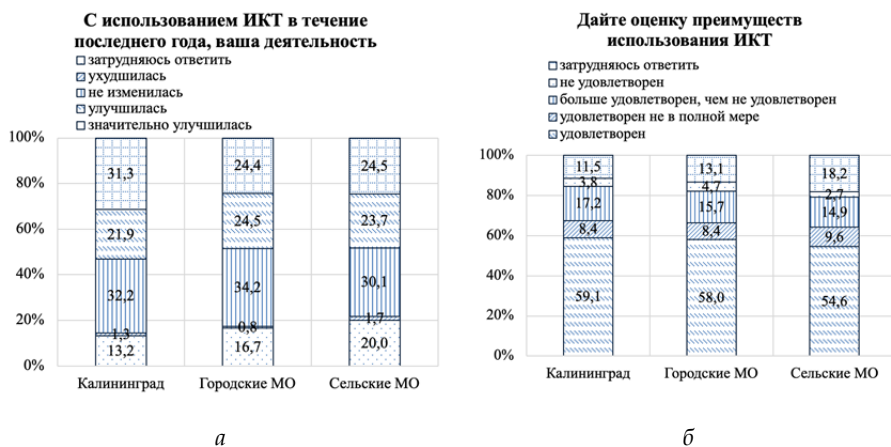 С использованием ИКТ в течение
последнего года, ваша деятельность
затрудняюсь ответить
ухудшилась
не изменилась
улучшилась
значительно улучшилась
100%
80%
60%
40%
20%
0%
31,3
21,9
32,2
1,3
13,2
24,4
24,5
34,2
0,8
16,7
24,5
23,7
30,1
1,7
20,0
Калининград
Городские МО
Сельские МО
а
Дайте оценку преимуществ
использования ИКТ
затрудняюсь ответить
не удовлетворен
больше удовлетворен, чем не удовлетворен
удовлетворен не в полной мере
удовлетворен
100%
80%
60%
40%
20%
0%
11,5
3,8
17,2
8,4
59,1
13,1
4,7
15,7
8,4
58,0
18,2
2,7
14,9
9,6
54,6
Калининград
Городские МО
Сельские МО
б